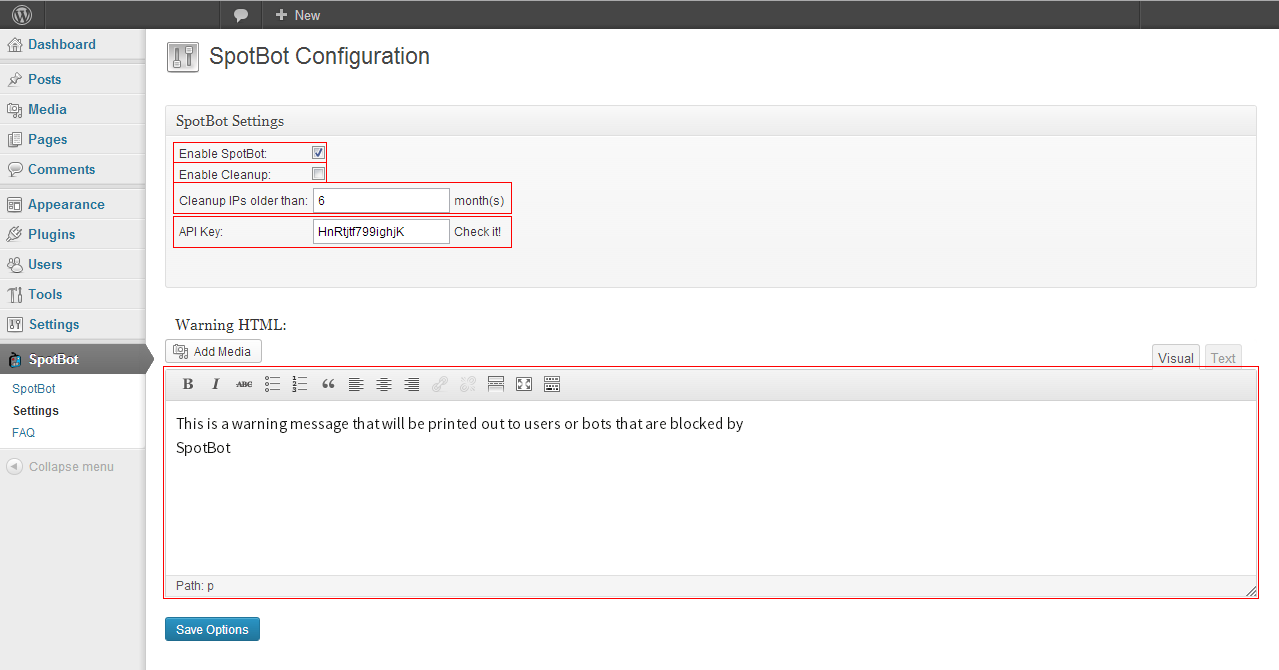 New
Dashboard
Posts
Media
Pages
Comments
Appearance
Plugins
Users
Tools
Settings
SpotBot
SpotBot
Settings
FAQ
Collapse menu
SpotBot Configuration
SpotBot Settings
Enable SpotBot:
Enable Cleanup:
Cleanup IPs older than: 6 month(s)
API Key: HnRtjtf799ighjK Check it!
Warning HTML:
Add Media
Visual Text
B I ABC
This is a warning message that will be printed out to users or bots that are blocked by
SpotBot
Path: p
Save Options